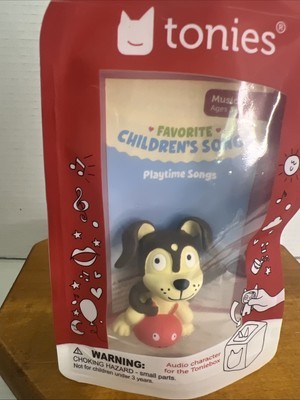 tonies®
Music
Ages
FAVORITE
CHILDREN'S SONGS
Playtime Songs
WARNING:
CHOKING HAZARD - small parts.
Not for children under 3 years.
Audio character
for the Toniebox